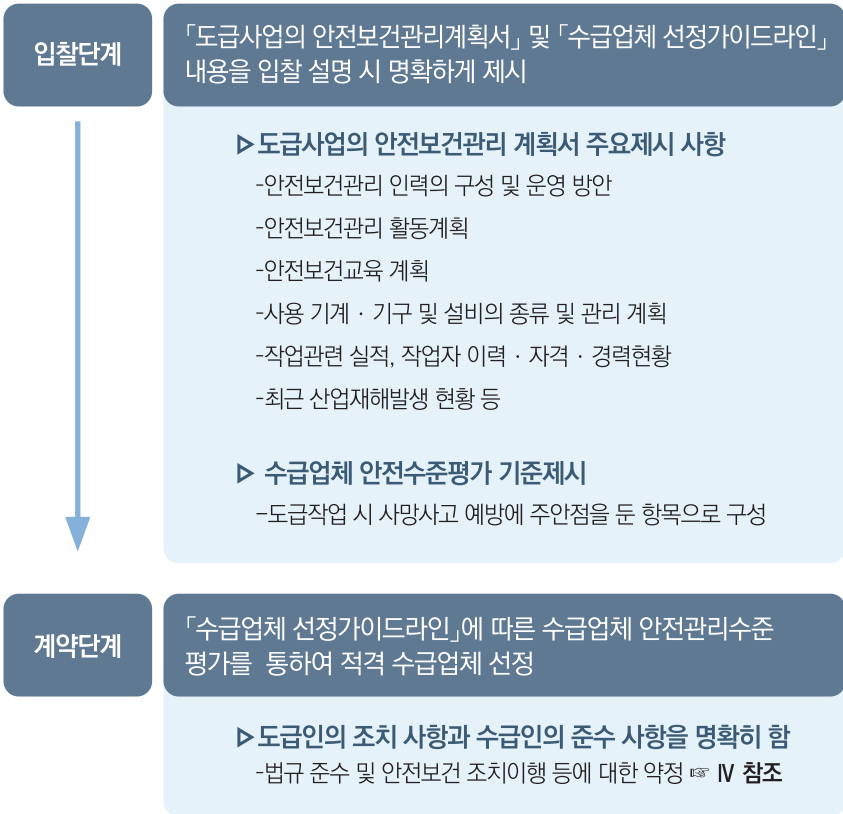 입찰단계
「도급사업의 안전보건관리계획서」 및 「수급업체 선정가이드라인」
내용을 입찰 설명 시 명확하게 제시
▷도급사업의 안전보건관리 계획서 주요제시 사항
-안전보건관리 인력의 구성 및 운영 방안
-안전보건관리 활동계획
-안전보건교육 계획
-사용 기계 · 기구 및 설비의 종류 및 관리 계획
-작업관련 실적, 작업자 이력 · 자격 · 경력현황
-최근 산업재해발생 현황 등
▷ 수급업체 안전수준평가 기준제시
-도급작업 시 사망사고 예방에 주안점을 둔 항목으로 구성
계약단계
「수급업체 선정가이드라인」에 따른 수급업체 안전관리수준
평가를 통하여 적격 수급업체 선정
▷도급인의 조치 사항과 수급인의 준수 사항을 명확히 함
-법규 준수 및 안전보건 조치이행 등에 대한 약정 ☞ Ⅳ 참조